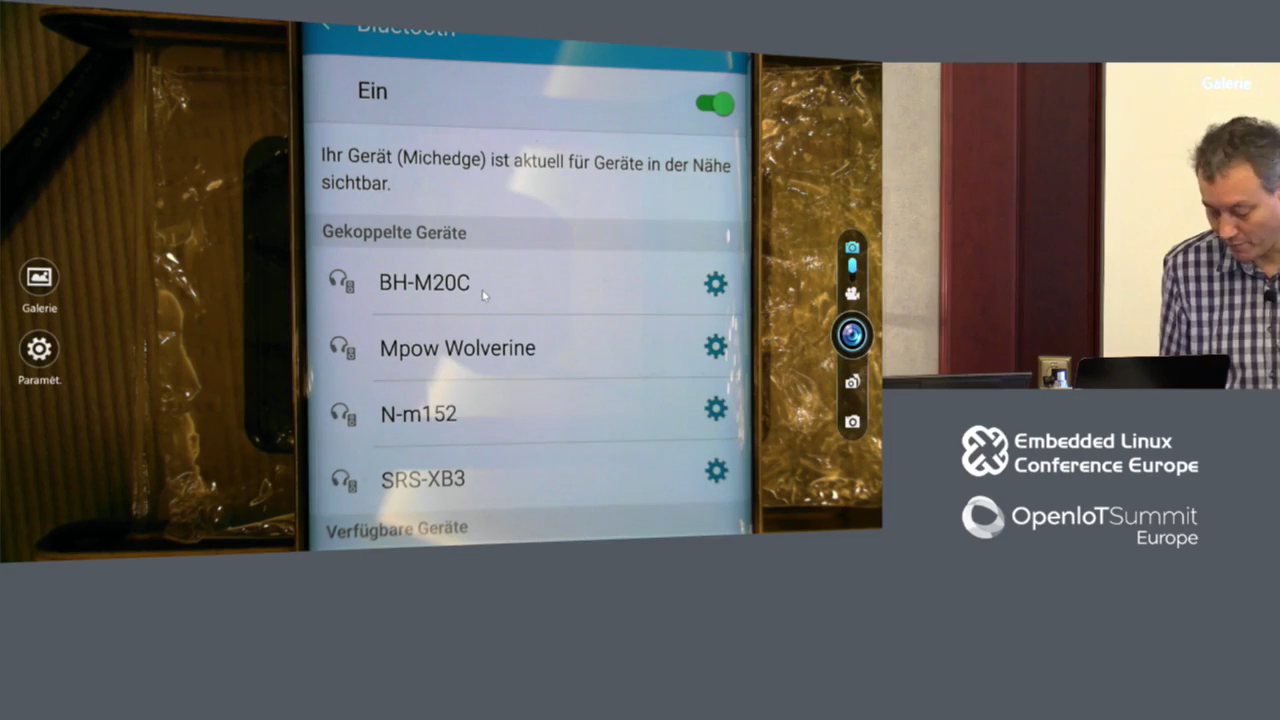 Bluetooth
Ein
Ihr Gerät (Michedge) ist aktuell für Geräte in der Nähe
sichtbar.
Gekoppelte Geräte
BH-M20C
Mpow Wolverine
N-m152
SRS-XB3
Verfügbare Geräte
Galerie
Paramèt.
Galerie
Embedded Linux
Conference Europe
OpenIoTSummit
Europe